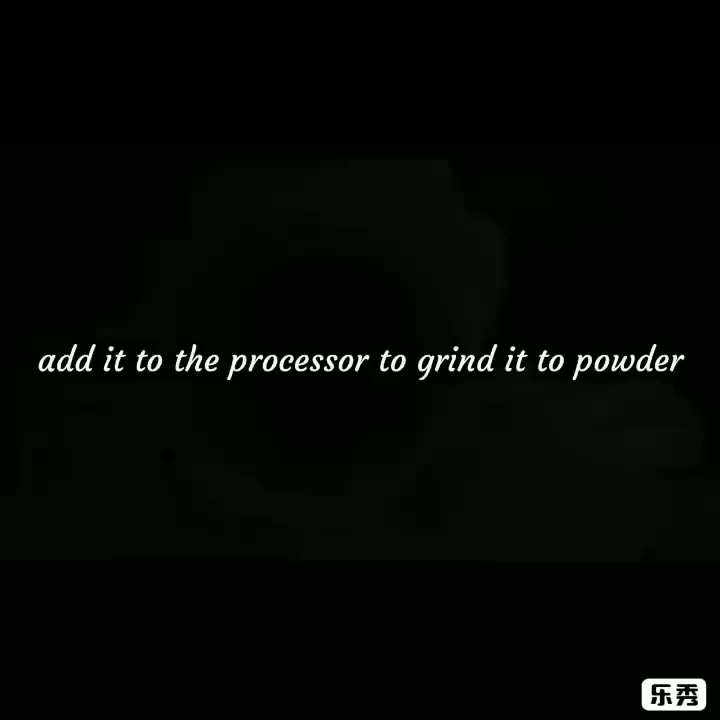 add it to the processor to grind it to powder
乐秀